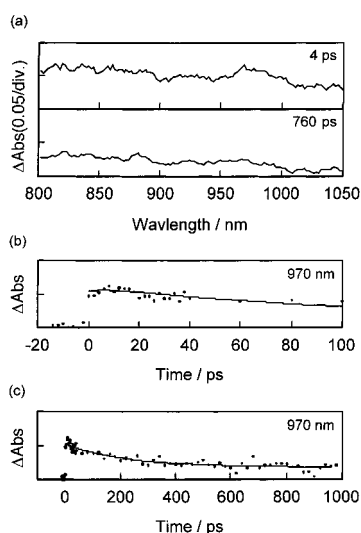 (a)
4 ps
760 ps
ΔAbs(0.05/div.)
800 850 900 950 1000 1050
Wavlength / nm
(b)
970 nm
ΔAbs
-20 0 20 40 60 80 100
Time / ps
(c)
970 nm
ΔAbs
0 200 400 600 800 1000
Time / ps